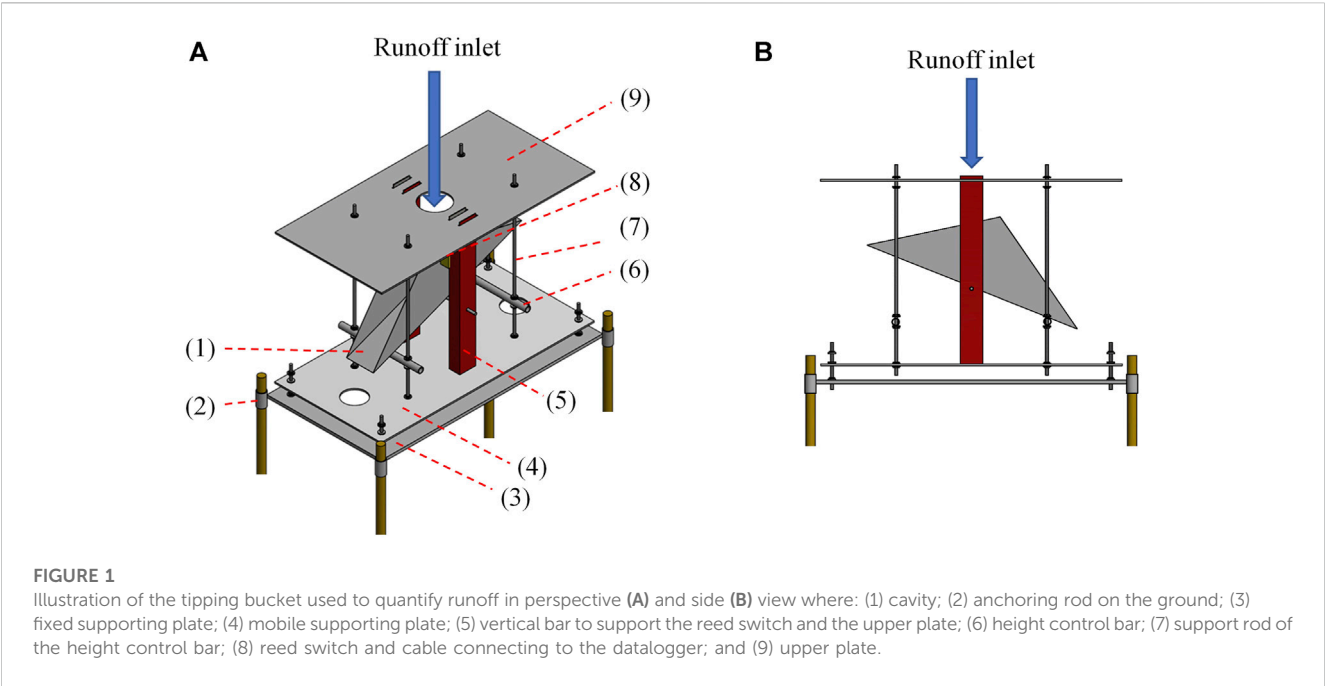 A
Runoff inlet
(9)
(8)
(7)
(6)
(1)
(2)
(5)
(4)
(3)
B
Runoff inlet
FIGURE 1
Illustration of the tipping bucket used to quantify runoff in perspective (A) and side (B) view where: (1) cavity; (2) anchoring rod on the ground; (3)
fixed supporting plate; (4) mobile supporting plate; (5) vertical bar to support the reed switch and the upper plate; (6) height control bar; (7) support rod of
the height control bar; (8) reed switch and cable connecting to the datalogger; and (9) upper plate.